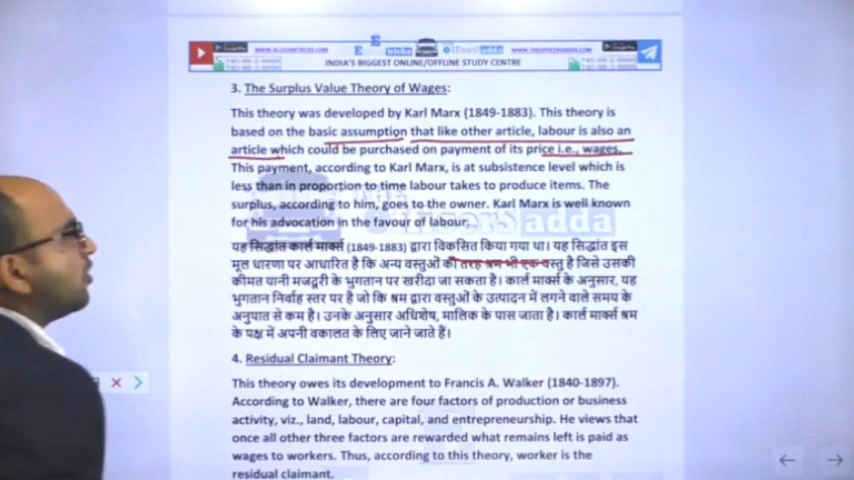 WWW.ALLEXAMTRICKS.COM
WWW.THEOFFICERSADDA.COM
INDIA'S BIGGEST ONLINE/OFFLINE STUDY CENTRE
3. The Surplus Value Theory of Wages:
This theory was developed by Karl Marx (1849-1883). This theory is
based on the basic assumption that like other article, labour is also an
article which could be purchased on payment of its price i.e., wages.
This payment, according to Karl Marx, is at subsistence level which is
less than in proportion to time labour takes to produce items. The
surplus, according to him, goes to the owner. Karl Marx is well known
for his advocation in the favour of labour.
यह सिद्धांत कार्ल मार्क्स (1849-1883) द्वारा विकसित किया गया था। यह सिद्धांत इस
मूल धारणा पर आधारित है कि अन्य वस्तुओं की तरह श्रम भी एक वस्तु है जिसे उसकी
कीमत यानी मजदूरी के भुगतान पर खरीदा जा सकता है। कार्ल मार्क्स के अनुसार, यह
भुगतान निर्वाह स्तर पर है जो कि श्रम द्वारा वस्तुओं के उत्पादन में लगने वाले समय के
अनुपात से कम है। उनके अनुसार अधिशेष, मालिक के पास जाता है। कार्ल मार्क्स श्रम
के पक्ष में अपनी वकालत के लिए जाने जाते हैं।
4. Residual Claimant Theory:
This theory owes its development to Francis A. Walker (1840-1897).
According to Walker, there are four factors of production or business
activity, viz., land, labour, capital, and entrepreneurship. He views that
once all other three factors are rewarded what remains left is paid as
wages to workers. Thus, according to this theory, worker is the
residual claimant.